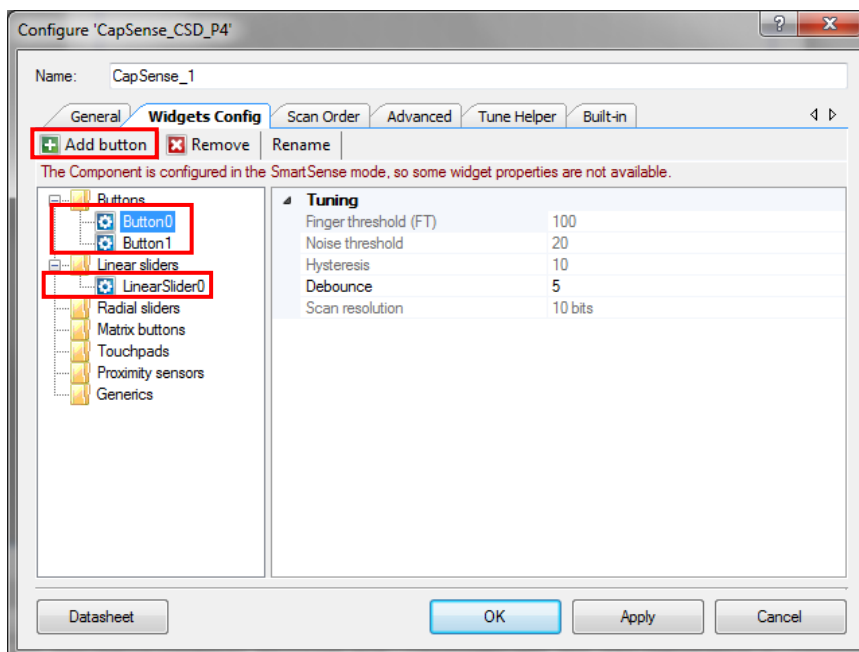 Configure 'CapSense_CSD_P4'
Name: CapSense_1
General Widgets Config Scan Order Advanced Tune Helper Built-in
Add button Remove Rename
The Component is configured in the SmartSense mode, so some widget properties are not available.
Buttons
Button0
Button1
Linear sliders
LinearSlider0
Radial sliders
Matrix buttons
Touchpads
Proximity sensors
Generics
Tuning
Finger threshold (FT) 100
Noise threshold 20
Hysteresis 10
Debounce 5
Scan resolution 10 bits
Datasheet OK Apply Cancel